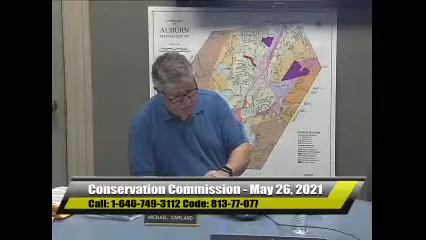 AUBURN
MASSACHUSETTS
Conservation Commission - May 26, 2021
Call: 1-646-749-3112 Code: 813-77-077
MICHAEL GARLAND